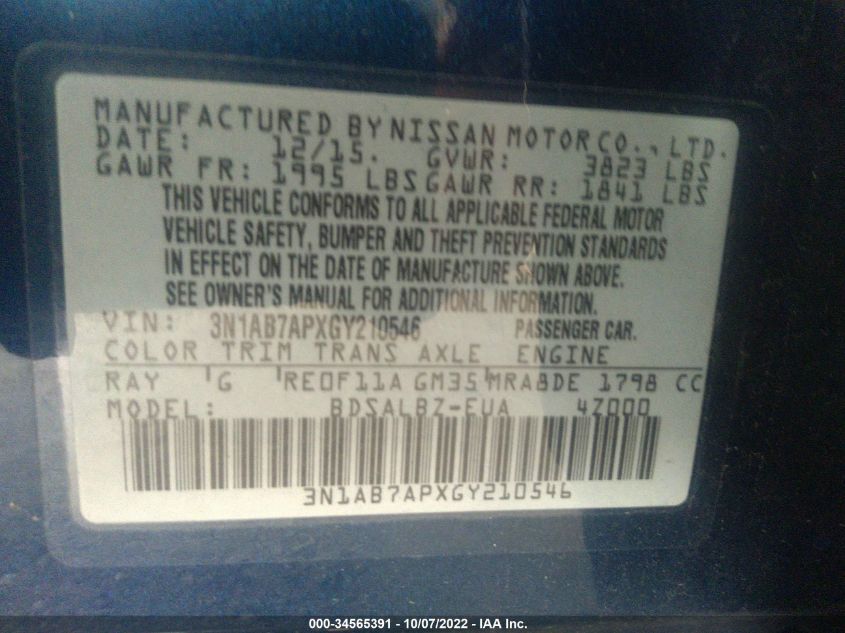 MANUFACTURED BY NISSAN MOTOR CO., LTD.
DATE: 12/15. GVWR: 3823 LBS
GAWR FR: 1995 LBS GAWR RR: 1841 LBS
THIS VEHICLE CONFORMS TO ALL APPLICABLE FEDERAL MOTOR
VEHICLE SAFETY, BUMPER AND THEFT PREVENTION STANDARDS
IN EFFECT ON THE DATE OF MANUFACTURE SHOWN ABOVE.
SEE OWNER'S MANUAL FOR ADDITIONAL INFORMATION.
VIN: 3N1AB7APXGY210546 PASSENGER CAR.
COLOR TRIM TRANS AXLE ENGINE
RAY G RE0F11A GM35 MRA8DE 1798 CC
MODEL: BDSALBZ-EUA 4Z000
3N1AB7APXGY210546
000-34565391 - 10/07/2022 - IAA Inc.